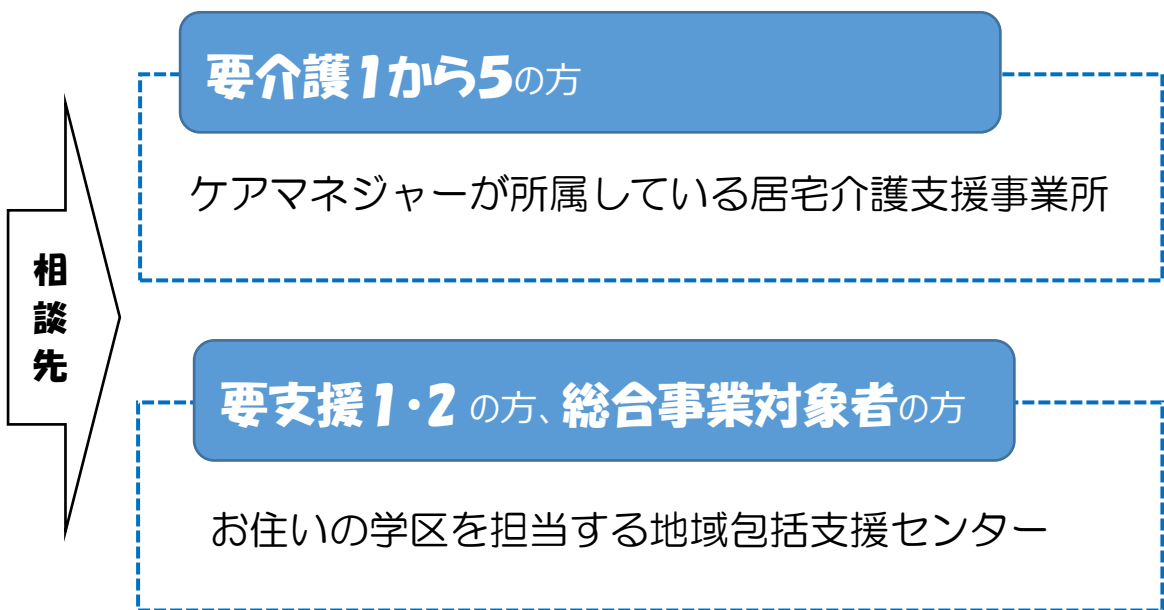 相談先
要介護1から5の方
ケアマネジャーが所属している居宅介護支援事業所
要支援1・2 の方、総合事業対象者の方
お住いの学区を担当する地域包括支援センター